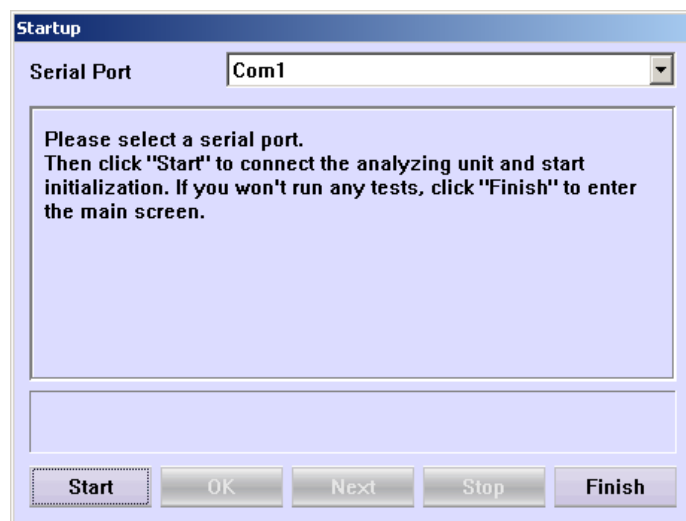 Startup
Serial Port Com1
Please select a serial port.
Then click "Start" to connect the analyzing unit and start
initialization. If you won't run any tests, click "Finish" to enter
the main screen.
Start OK Next Stop Finish